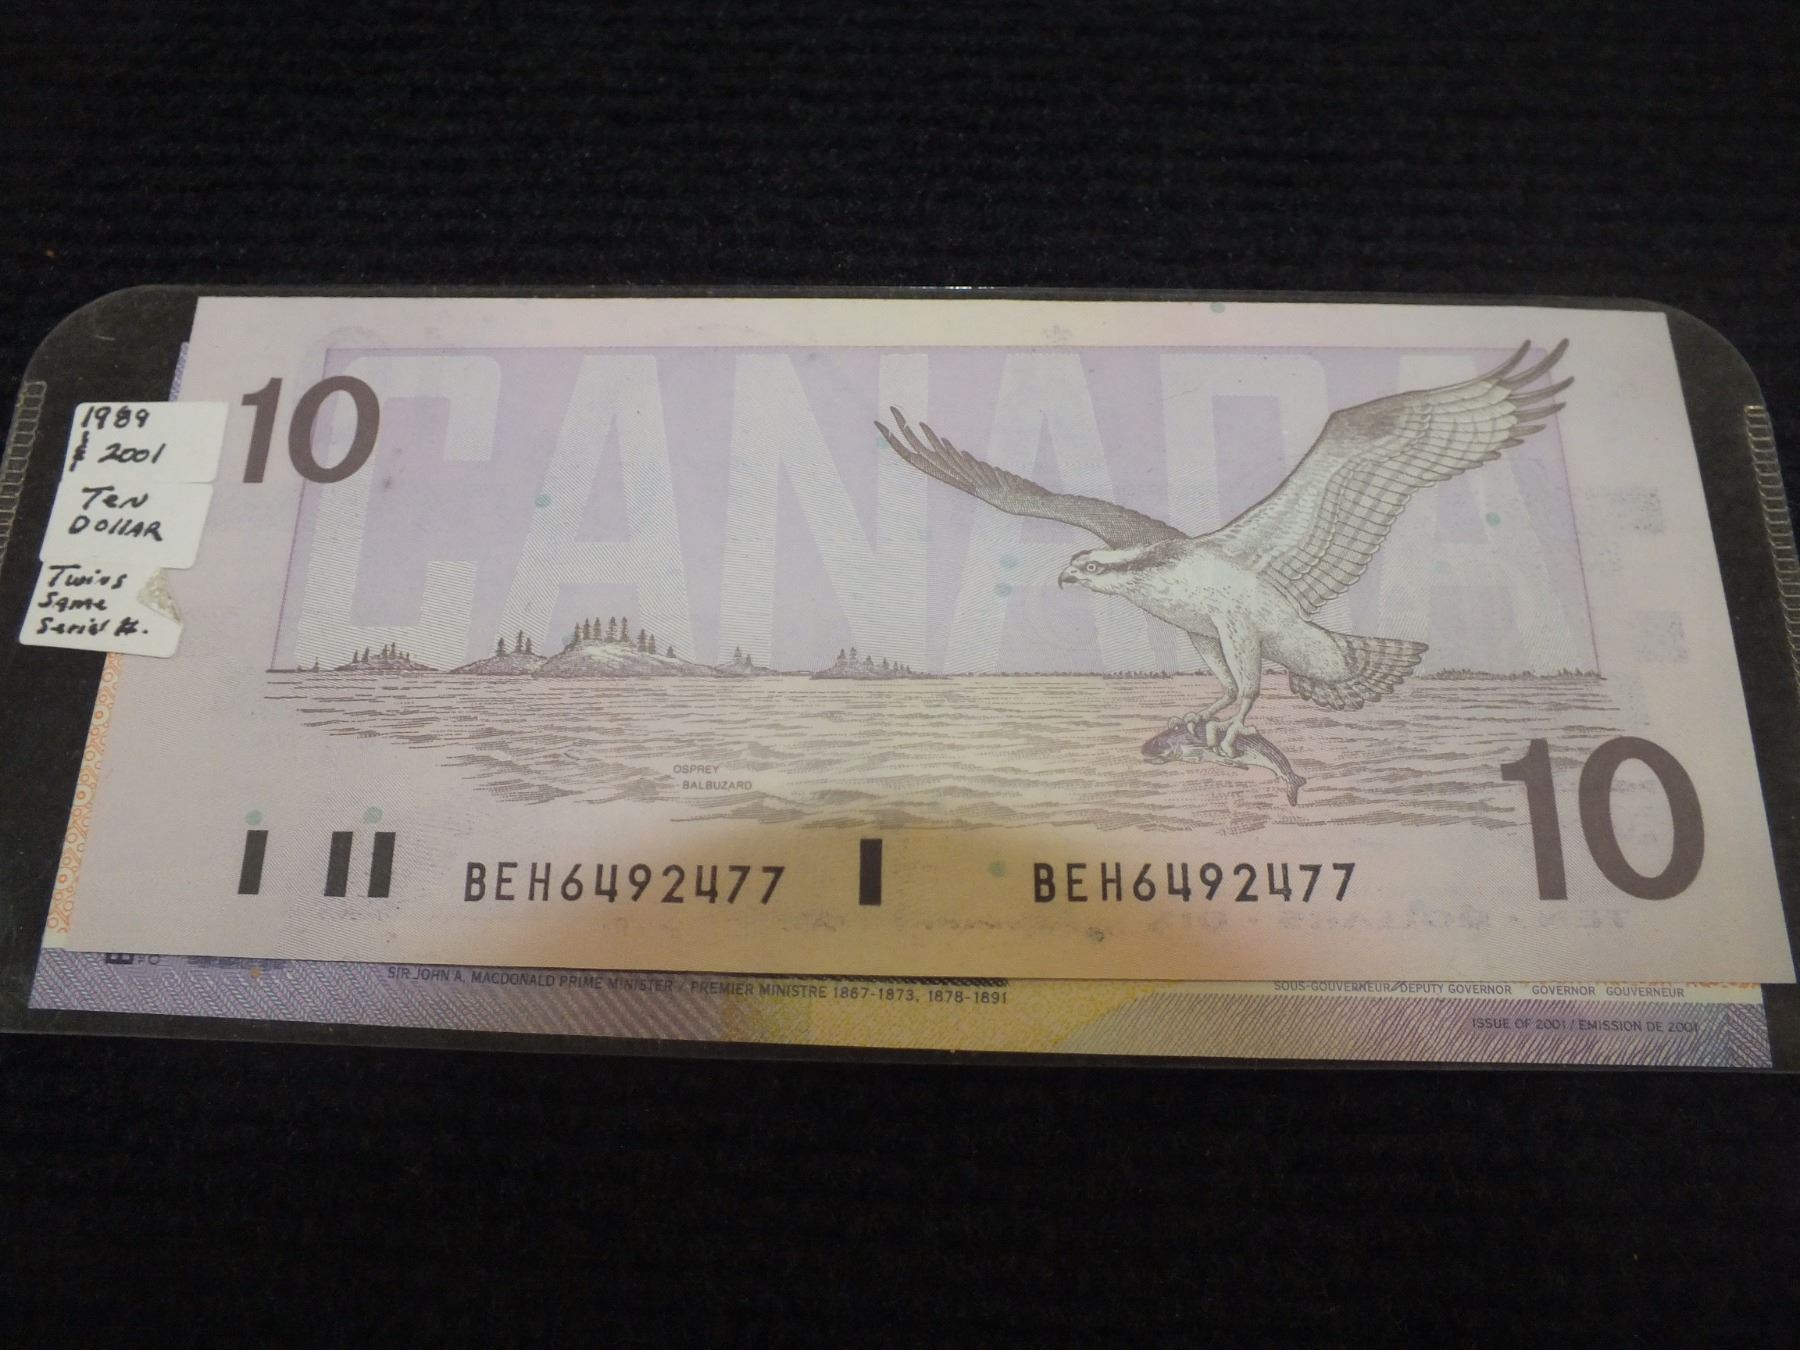 1989
& 2001
Ten
Dollar
Twins
Same
Serial #.
10
CANADA
OSPREY
BALBUZARD
BEH6492477
BEH6492477
10
SIR JOHN A. MACDONALD PRIME MINISTER / PREMIER MINISTRE 1867-1873, 1878-1891
SOUS-GOUVERNEUR/DEPUTY GOVERNOR GOVERNOR GOUVERNEUR
ISSUE OF 2001 / ÉMISSION DE 2001